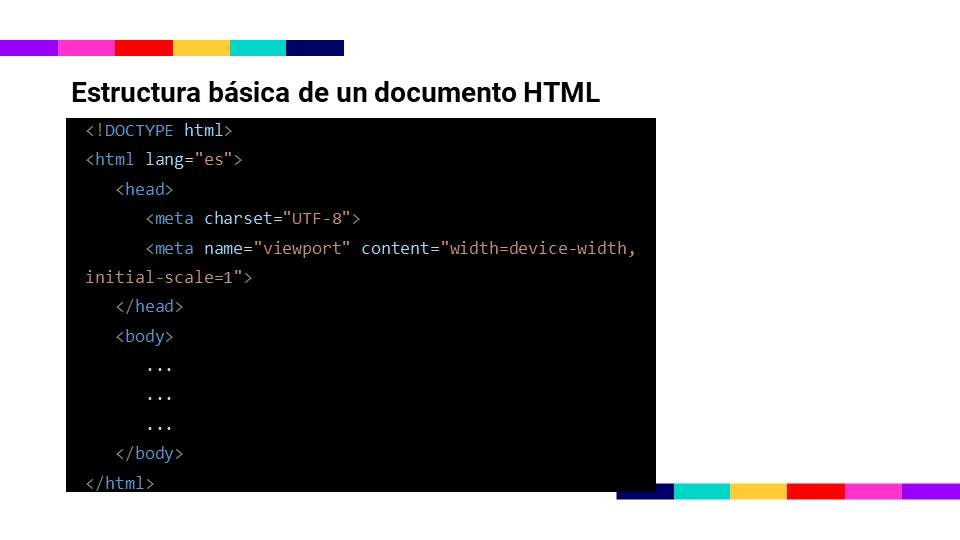 Estructura básica de un documento HTML
<!DOCTYPE html>
<html lang="es">
<head>
<meta charset="UTF-8">
<meta name="viewport" content="width=device-width,
initial-scale=1">
</head>
<body>
...
...
...
</body>
</html>